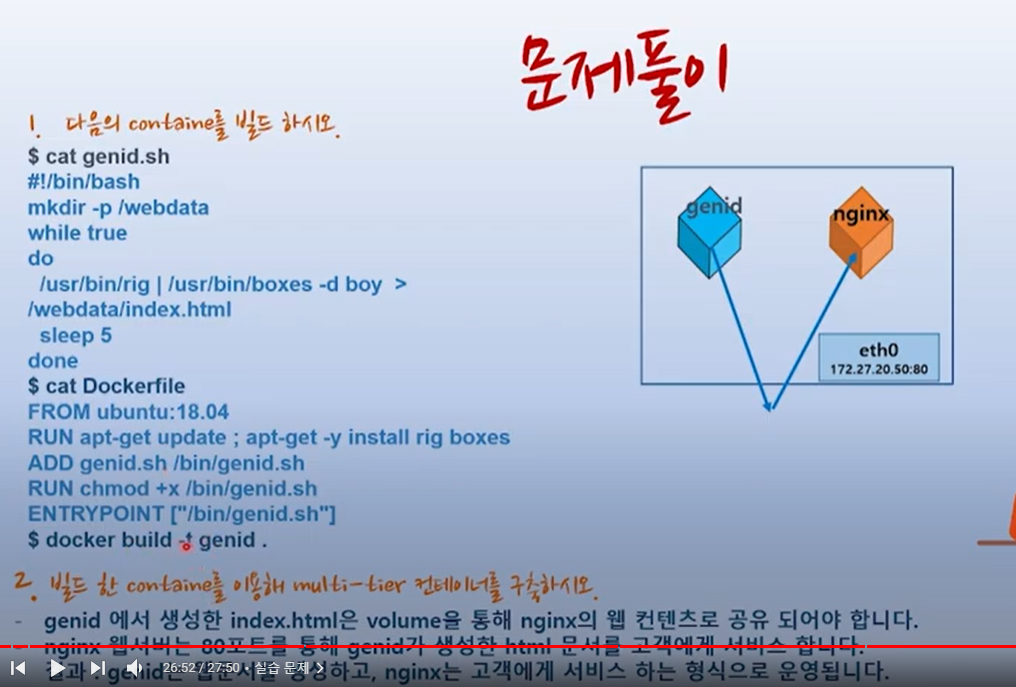 문제풀이
1. 다음의 containe를 빌드 하시오.
$ cat genid.sh
#!/bin/bash
mkdir -p /webdata
while true
do
/usr/bin/rig | /usr/bin/boxes -d boy >
/webdata/index.html
sleep 5
done
$ cat Dockerfile
FROM ubuntu:18.04
RUN apt-get update ; apt-get -y install rig boxes
ADD genid.sh /bin/genid.sh
RUN chmod +x /bin/genid.sh
ENTRYPOINT ["/bin/genid.sh"]
$ docker build -t genid .
genid
nginx
eth0
172.27.20.50:80
2. 빌드 한 containe를 이용해 multi-tier 컨테이너를 구축하시오.
- genid 에서 생성한 index.html은 volume을 통해 nginx의 웹 컨텐츠로 공유 되어야 합니다.
- nginx 웹서버는 80포트를 통해 genid가 생성한 html 문서를 고객에게 서비스 합니다.
결과 : genid는 웹문서를 생성하고, nginx는 고객에게 서비스 하는 형식으로 운영됩니다.
26:52 / 27:50 • 실습 문제 >